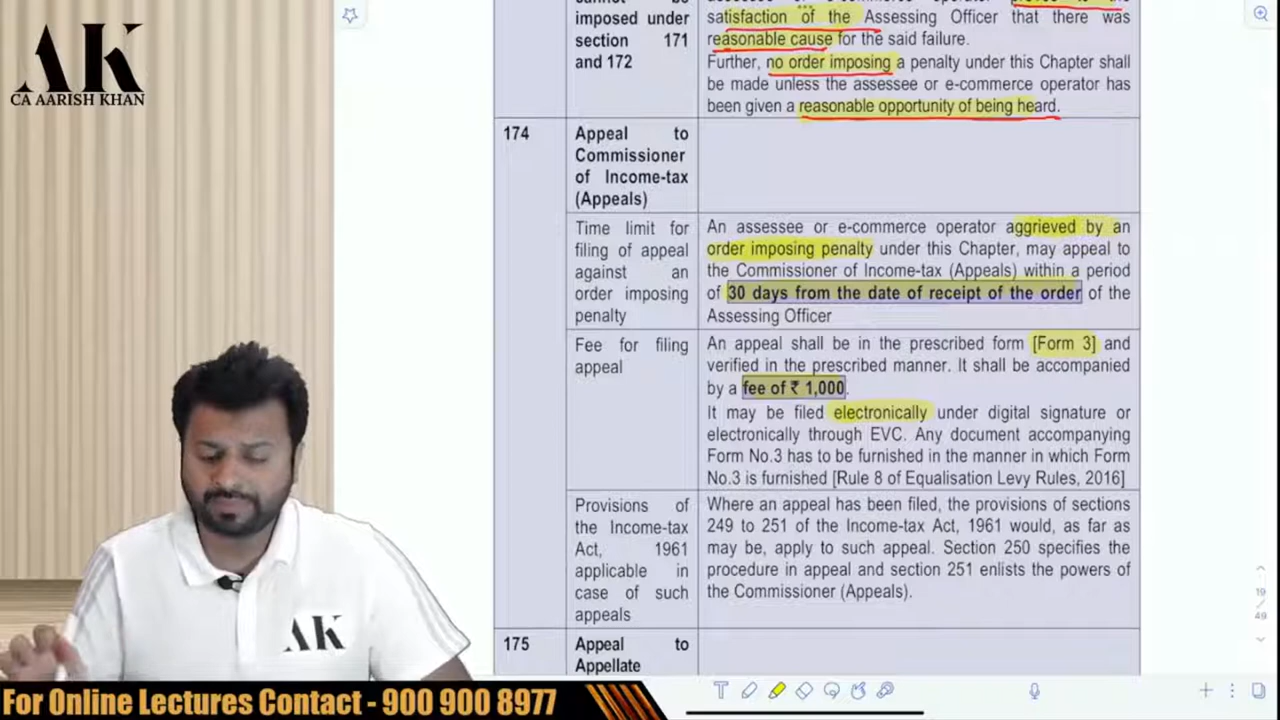 AK
CA AARISH KHAN
imposed under
section 171
and 172
satisfaction of the Assessing Officer that there was
reasonable cause for the said failure.
Further, no order imposing a penalty under this Chapter shall
be made unless the assessee or e-commerce operator has
been given a reasonable opportunity of being heard.
174
Appeal to
Commissioner
of Income-tax
(Appeals)
Time limit for
filing of appeal
against an
order imposing
penalty
An assessee or e-commerce operator aggrieved by an
order imposing penalty under this Chapter, may appeal to
the Commissioner of Income-tax (Appeals) within a period
of 30 days from the date of receipt of the order of the
Assessing Officer
Fee for filing
appeal
An appeal shall be in the prescribed form [Form 3] and
verified in the prescribed manner. It shall be accompanied
by a fee of ₹ 1,000.
It may be filed electronically under digital signature or
electronically through EVC. Any document accompanying
Form No.3 has to be furnished in the manner in which Form
No.3 is furnished [Rule 8 of Equalisation Levy Rules, 2016]
Provisions of
the Income-tax
Act, 1961
applicable in
case of such
appeals
Where an appeal has been filed, the provisions of sections
249 to 251 of the Income-tax Act, 1961 would, as far as
may be, apply to such appeal. Section 250 specifies the
procedure in appeal and section 251 enlists the powers of
the Commissioner (Appeals).
175
Appeal to
Appellate
19
/
49
AK
For Online Lectures Contact - 900 900 8977